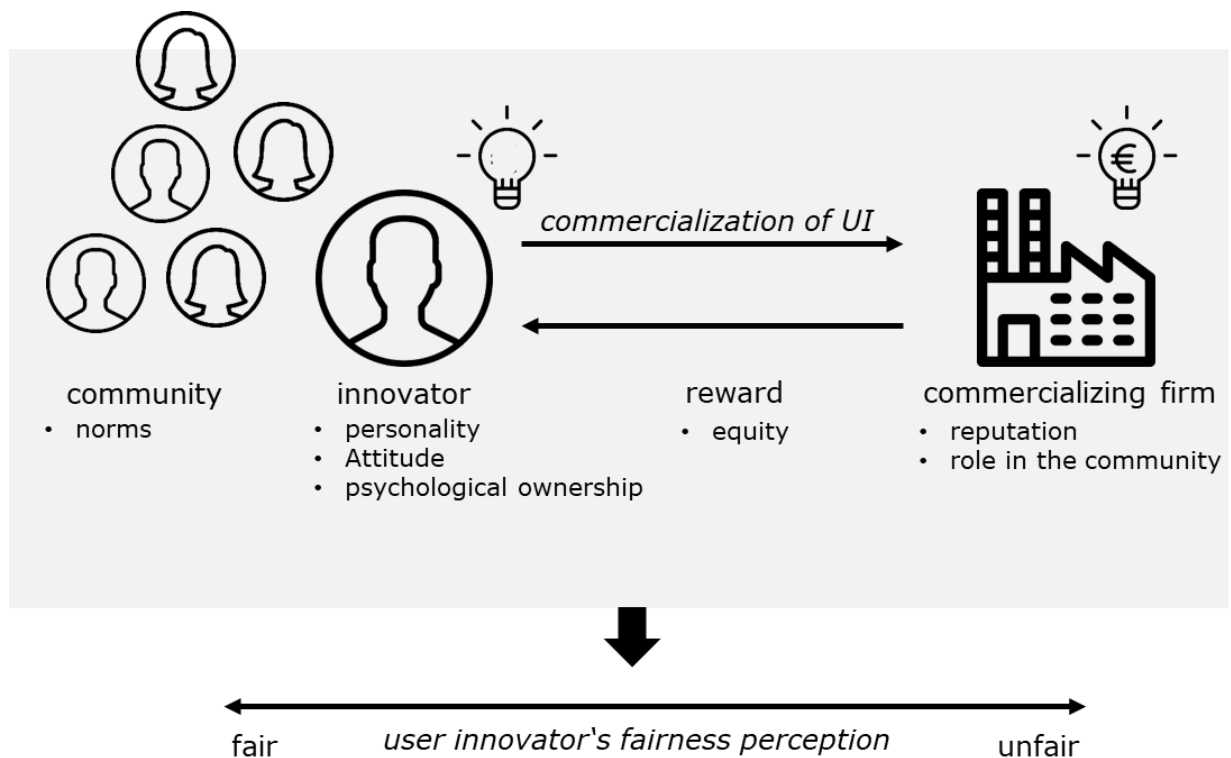 €
commercialization of UI
community
• norms
innovator
• personality
• Attitude
• psychological ownership
reward
• equity
commercializing firm
• reputation
• role in the community
fair
user innovator‘s fairness perception
unfair